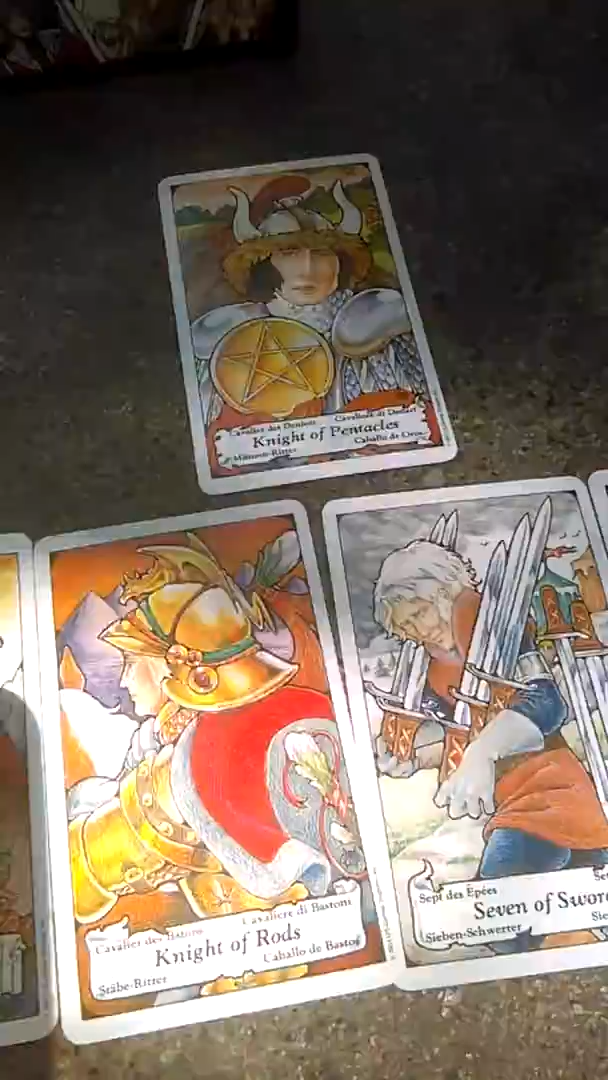 Cavalier des Deniers
Cavaliere di Denari
Knight of Pentacles
Münzen-Ritter
Caballo de Oros
Cavalier des Batons
Cavaliere di Bastoni
Knight of Rods
Stäbe-Ritter
Caballo de Bastos
Sept des Epées
Seven of Swor
Sieben-Schwerter